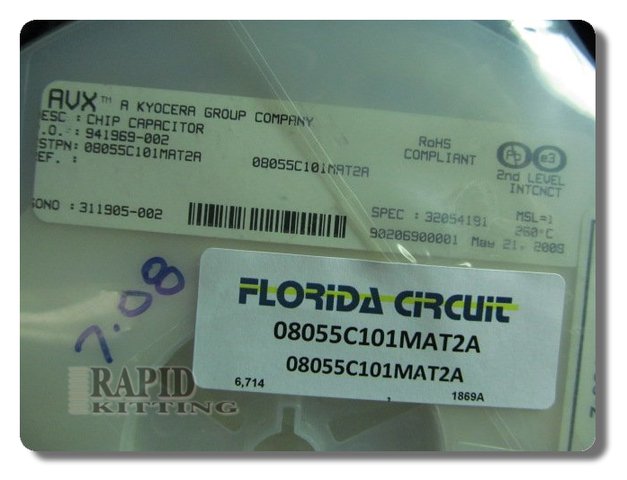 AVX™ A KYOCERA GROUP COMPANY
ESC : CHIP CAPACITOR
.O. : 941969-002
STPN: 08055C101MAT2A 08055C101MAT2A
EF. :
SONO : 311905-002
RoHS
COMPLIANT
Pb e3
2nd LEVEL
INTCNCT
SPEC : 32054191 MSL=1
260°C
90206900001 May 21, 2009
7.08
FLORIDA CIRCUIT
08055C101MAT2A
08055C101MAT2A
6,714 1869A
RAPID
KITTING